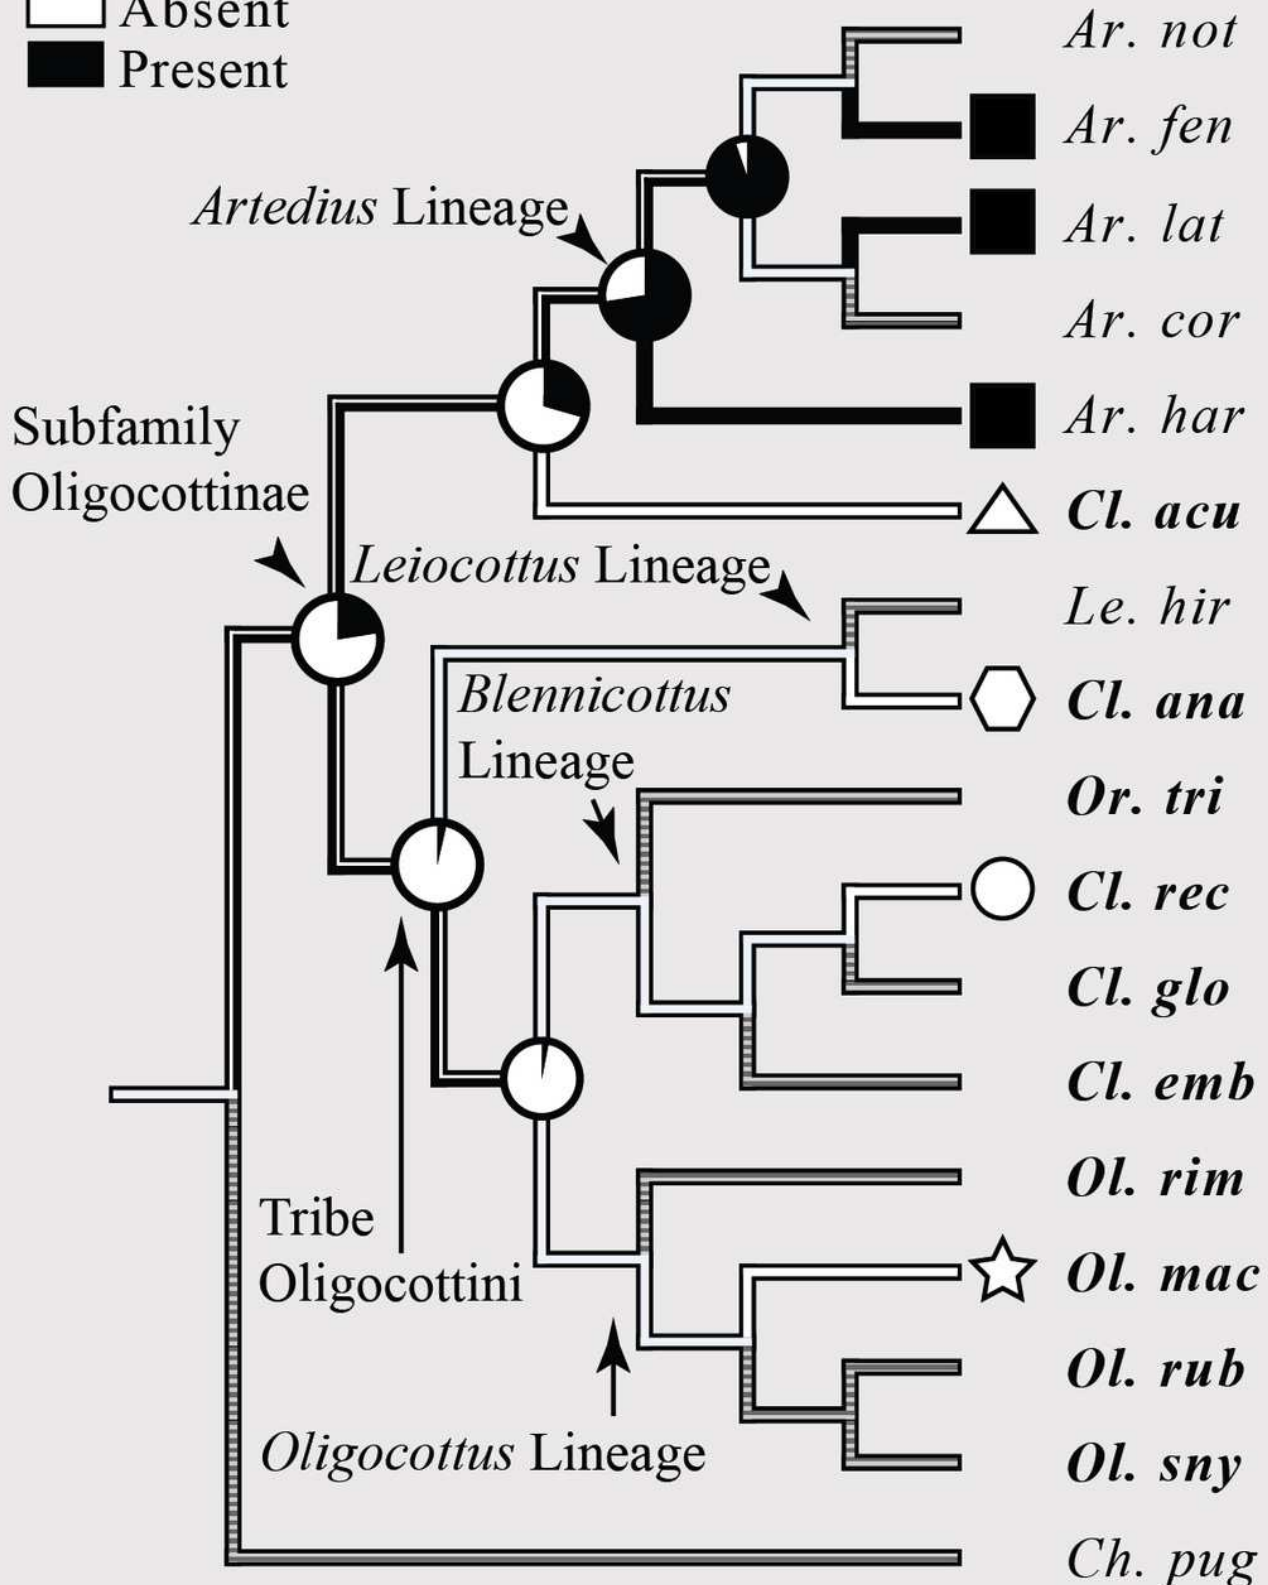 Absent
Present
Ar. not
Ar. fen
Artedius Lineage
Ar. lat
Ar. cor
Ar. har
Subfamily
Oligocottinae
Cl. acu
Leiocottus Lineage
Le. hir
Cl. ana
Blennicottus
Lineage
Or. tri
Cl. rec
Cl. glo
Cl. emb
Ol. rim
Tribe
Oligocottini
Ol. mac
Ol. rub
Oligocottus Lineage
Ol. sny
Ch. pug